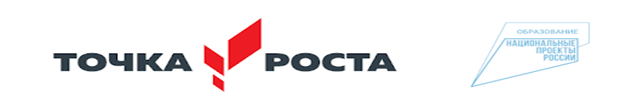 ТОЧКА РОСТА
ОБРАЗОВАНИЕ
НАЦИОНАЛЬНЫЕ
ПРОЕКТЫ
РОССИИ